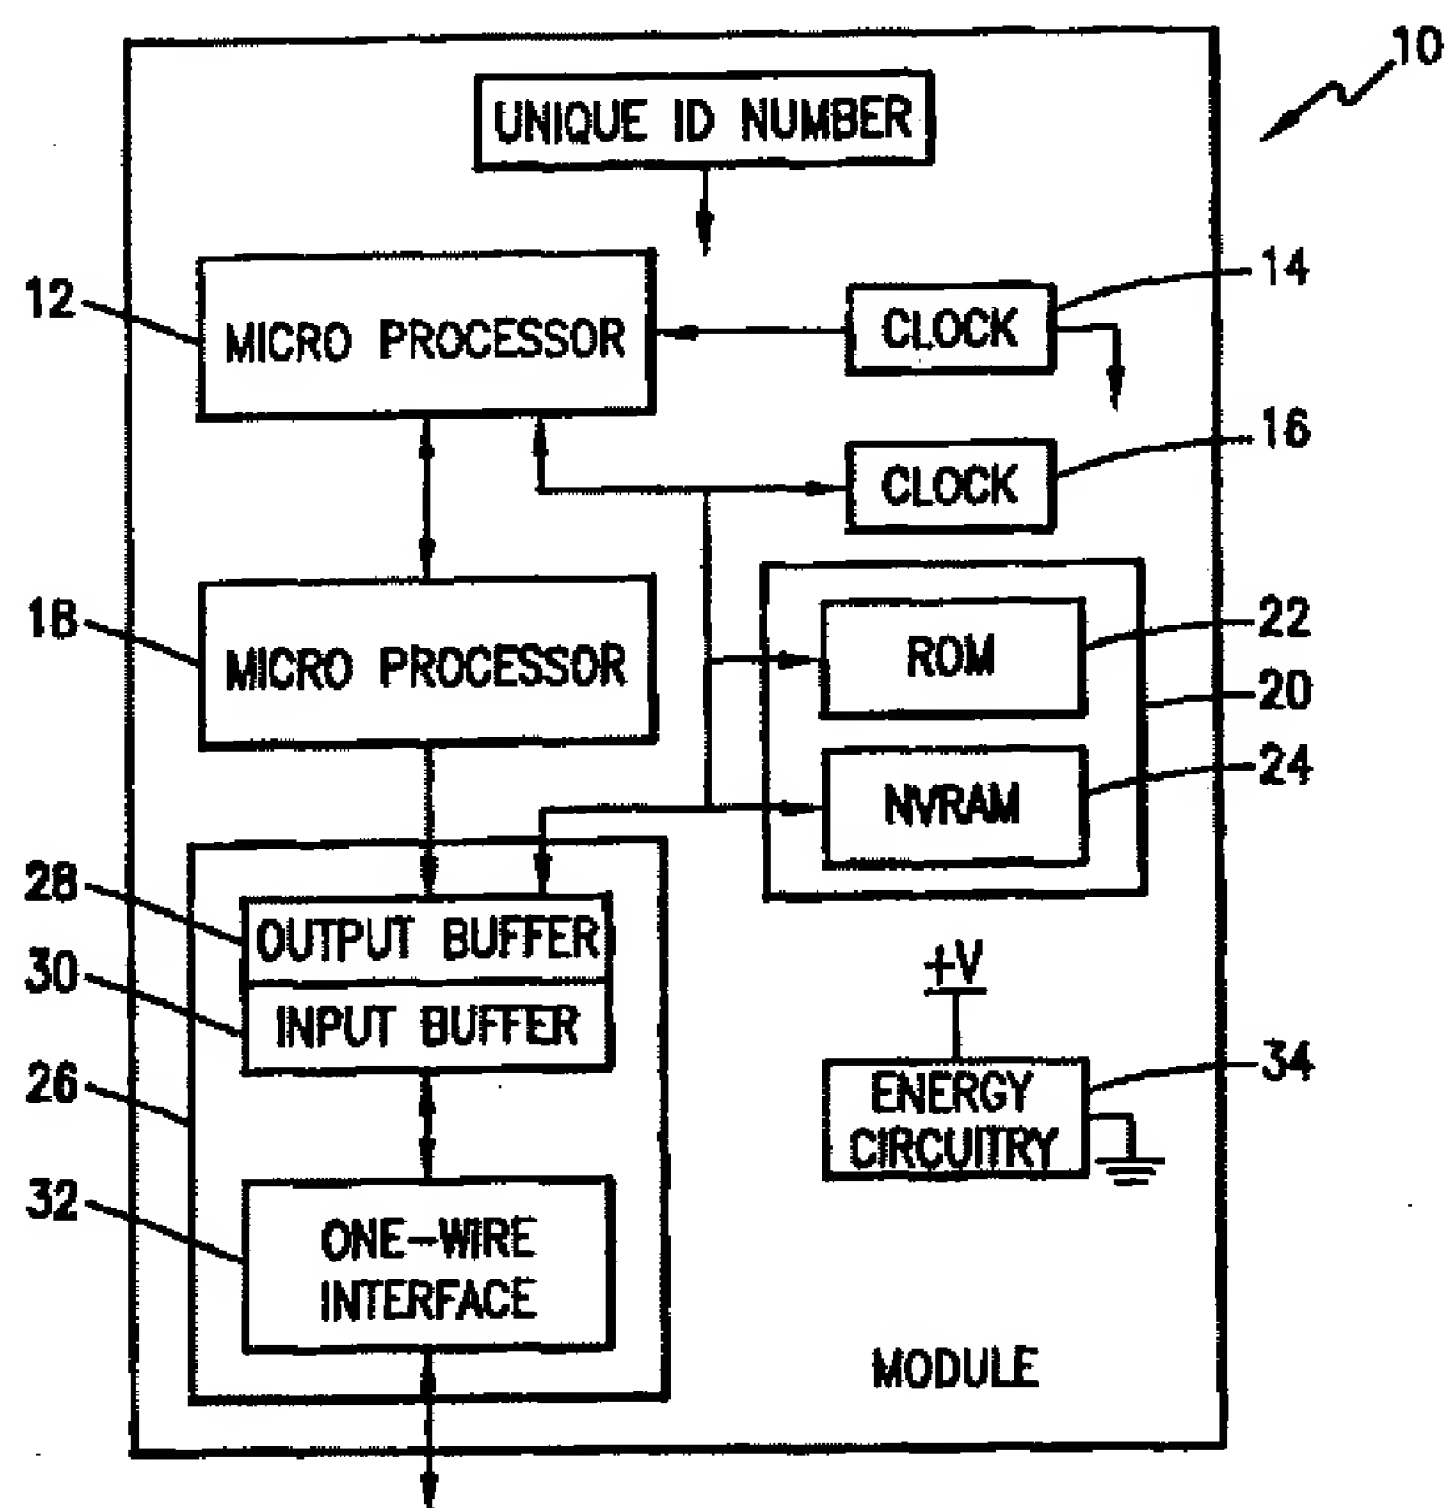 10
UNIQUE ID NUMBER
12
MICRO PROCESSOR
CLOCK
14
CLOCK
16
18
MICRO PROCESSOR
ROM
22
20
NVRAM
24
28
OUTPUT BUFFER
30
INPUT BUFFER
26
+V
ENERGY
CIRCUITRY
34
32
ONE-WIRE
INTERFACE
MODULE